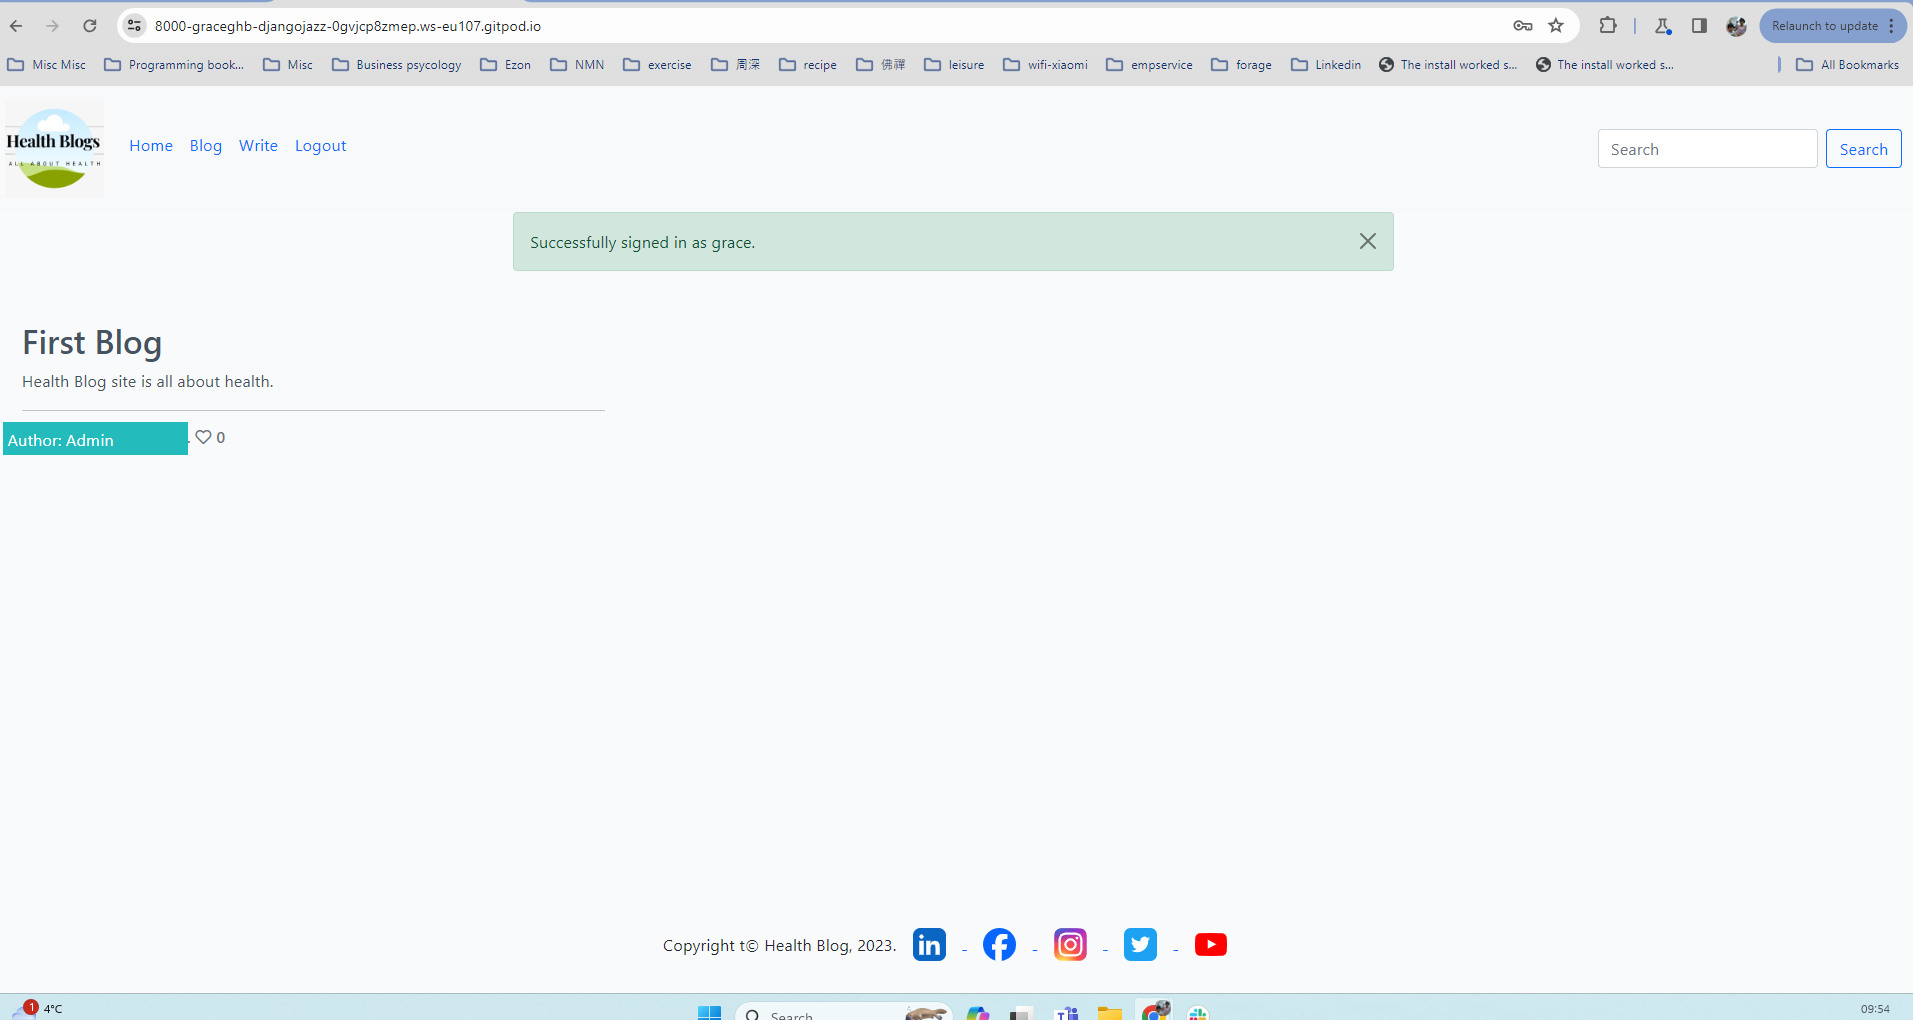 8000-graceghb-djangojazz-0gvjcp8zmep.ws-eu107.gitpod.io
Relaunch to update
Misc Misc
Programming book...
Misc
Business psycology
Ezon
NMN
exercise
周深
recipe
佛禪
leisure
wifi-xiaomi
empservice
forage
Linkedin
The install worked s...
The install worked s...
All Bookmarks
Health Blogs
ALL ABOUT HEALTH
Home
Blog
Write
Logout
Search
Search
Successfully signed in as grace.
First Blog
Health Blog site is all about health.
Author: Admin
0
Copyright t© Health Blog, 2023.
1
4°C
Search
09:54